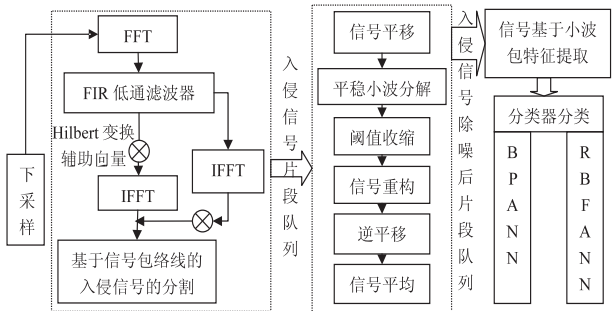 下采样
FFT
FIR 低通滤波器
Hilbert 变换
辅助向量
IFFT
IFFT
基于信号包络线的
入侵信号的分割
入侵信号片段队列
信号平移
平稳小波分解
阈值收缩
信号重构
逆平移
信号平均
入侵信号除噪后片段队列
信号基于小波
包特征提取
分类器分类
BPANN
RBFANN